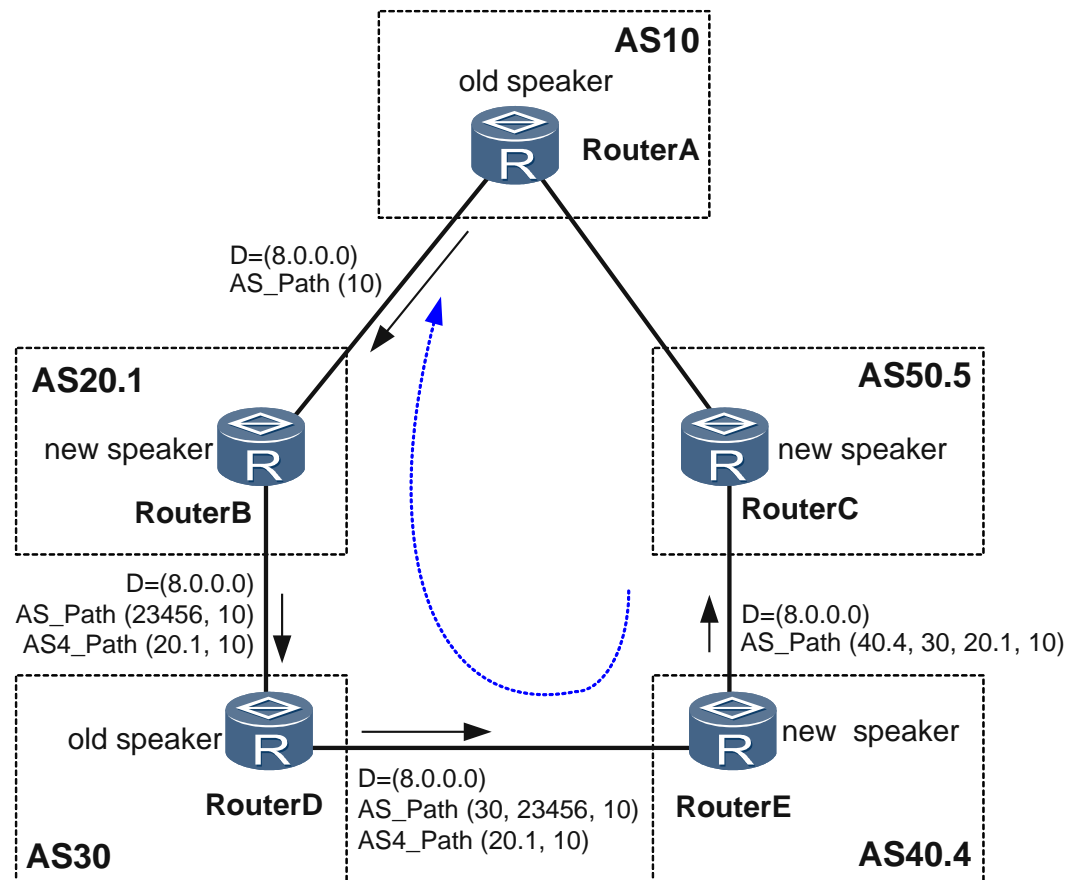 AS10
old speaker
R
RouterA
D=(8.0.0.0)
AS_Path (10)
AS20.1
new speaker
R
RouterB
AS50.5
R
new speaker
RouterC
D=(8.0.0.0)
AS_Path (23456, 10)
AS4_Path (20.1, 10)
D=(8.0.0.0)
AS_Path (40.4, 30, 20.1, 10)
old speaker
R
RouterD
AS30
D=(8.0.0.0)
AS_Path (30, 23456, 10)
AS4_Path (20.1, 10)
R
new speaker
RouterE
AS40.4